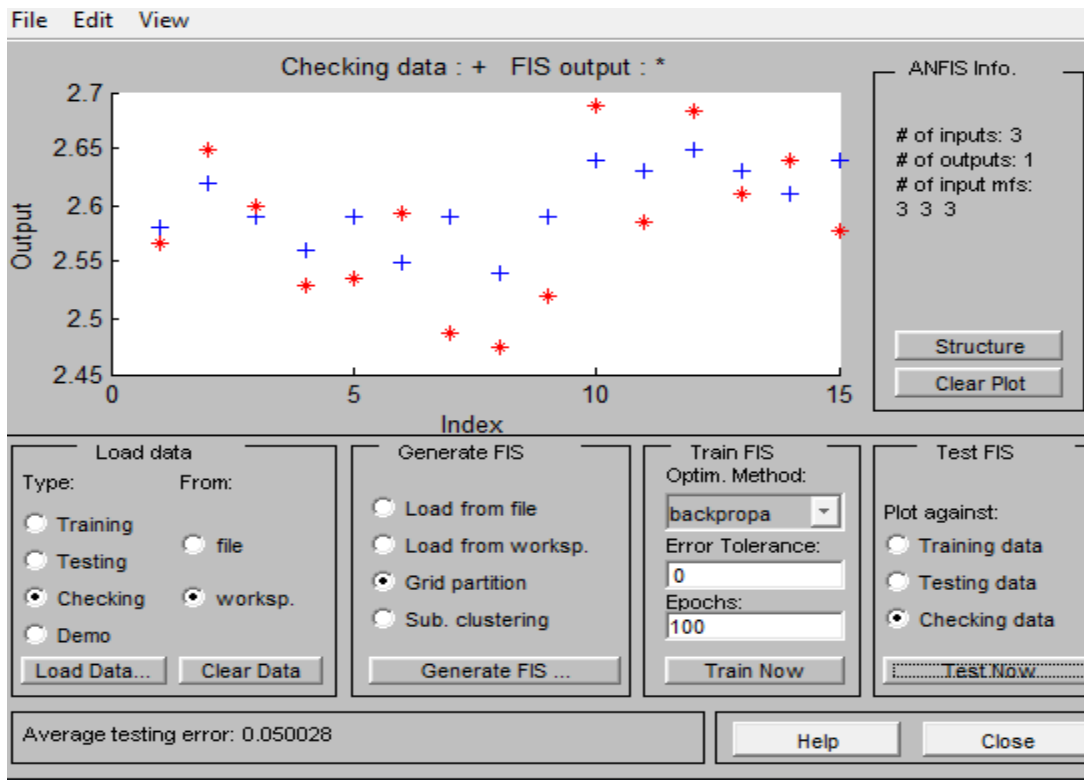 File Edit View
Checking data : + FIS output : *
2.7
2.65
2.6
2.55
2.5
2.45
Output
0 5 10 15
Index
ANFIS Info.
# of inputs: 3
# of outputs: 1
# of input mfs:
3 3 3
Structure
Clear Plot
Load data
Type: From:
Training
Testing
Checking
Demo
file
worksp.
Load Data... Clear Data
Generate FIS
Load from file
Load from worksp.
Grid partition
Sub. clustering
Generate FIS ...
Train FIS
Optim. Method:
backpropa
Error Tolerance:
0
Epochs:
100
Train Now
Test FIS
Plot against:
Training data
Testing data
Checking data
Test Now
Average testing error: 0.050028
Help Close